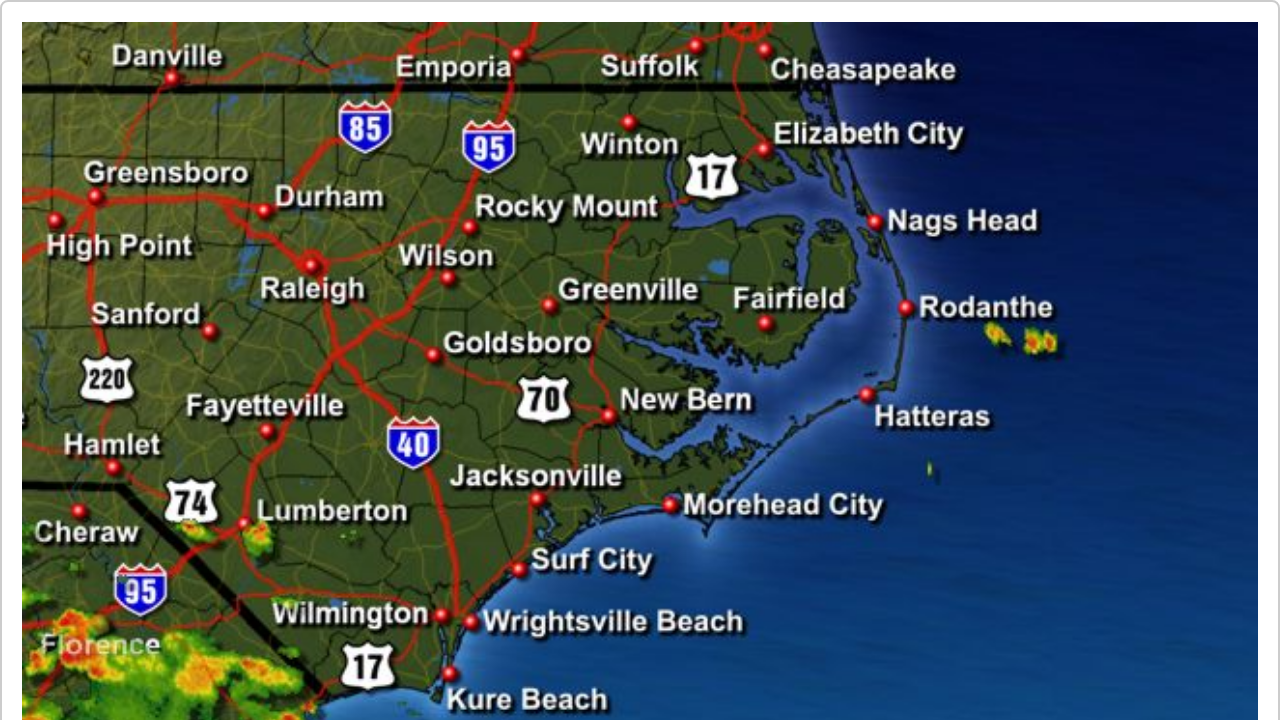 Danville
Emporia
Suffolk
Cheasapeake
85
95
Winton
Elizabeth City
17
Greensboro
Durham
Rocky Mount
Nags Head
High Point
Wilson
Raleigh
Greenville
Fairfield
Rodanthe
Sanford
Goldsboro
220
70
New Bern
Fayetteville
Hatteras
40
Hamlet
Jacksonville
74
Lumberton
Morehead City
Cheraw
Surf City
95
Wilmington
Wrightsville Beach
Florence
17
Kure Beach